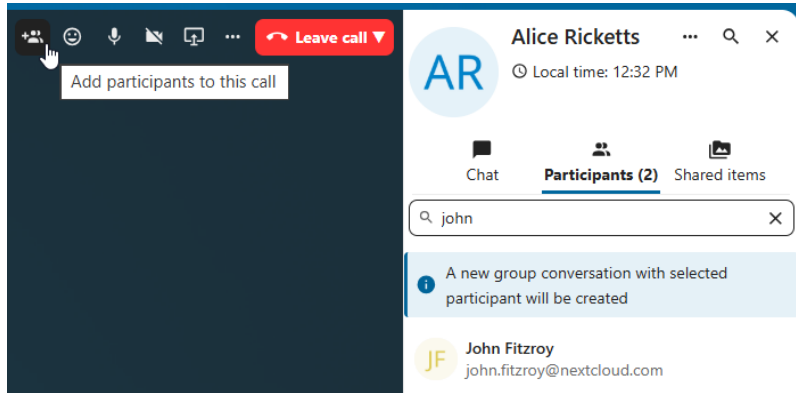 Leave call
Add participants to this call
Alice Ricketts
AR
Local time: 12:32 PM
Chat
Participants (2)
Shared items
john
A new group conversation with selected
participant will be created
JF
John Fitzroy
john.fitzroy@nextcloud.com